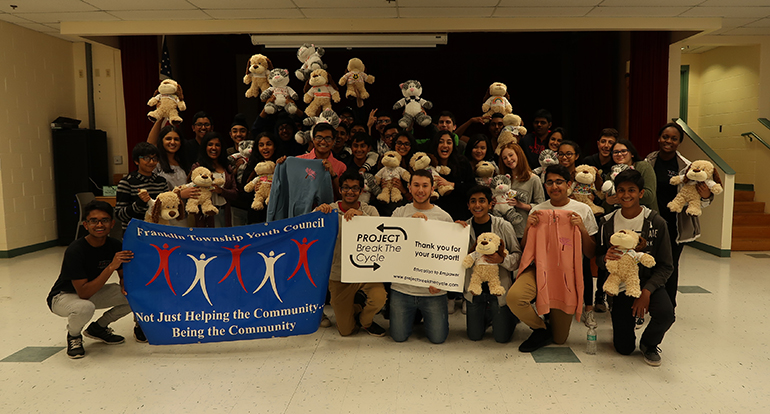 Franklin Township Youth Council
Not Just Helping the Community...
Being the Community
PROJECT
Break The
Cycle
Thank you for
your support!
Education to Empower
www.projectbreakthecycle.com